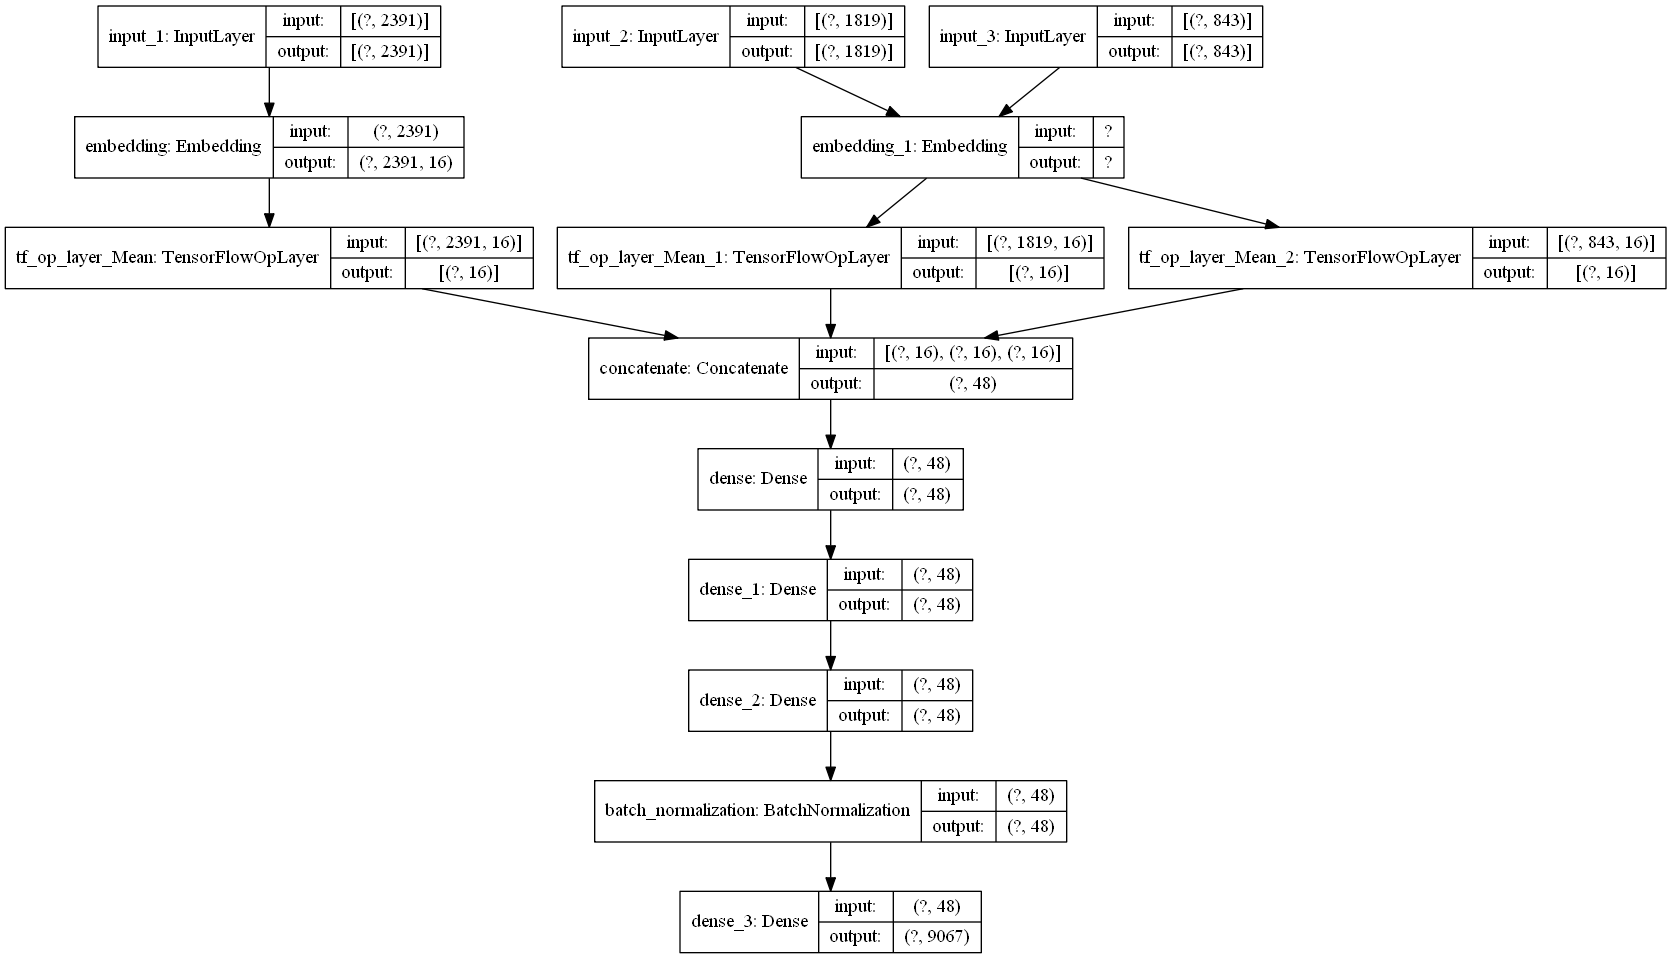 input_1: InputLayer
input: [(?, 2391)]
output: [(?, 2391)]
input_2: InputLayer
input: [(?, 1819)]
output: [(?, 1819)]
input_3: InputLayer
input: [(?, 843)]
output: [(?, 843)]
embedding: Embedding
input: (?, 2391)
output: (?, 2391, 16)
embedding_1: Embedding
input: ?
output: ?
tf_op_layer_Mean: TensorFlowOpLayer
input: [(?, 2391, 16)]
output: [(?, 16)]
tf_op_layer_Mean_1: TensorFlowOpLayer
input: [(?, 1819, 16)]
output: [(?, 16)]
tf_op_layer_Mean_2: TensorFlowOpLayer
input: [(?, 843, 16)]
output: [(?, 16)]
concatenate: Concatenate
input: [(?, 16), (?, 16), (?, 16)]
output: (?, 48)
dense: Dense
input: (?, 48)
output: (?, 48)
dense_1: Dense
input: (?, 48)
output: (?, 48)
dense_2: Dense
input: (?, 48)
output: (?, 48)
batch_normalization: BatchNormalization
input: (?, 48)
output: (?, 48)
dense_3: Dense
input: (?, 48)
output: (?, 9067)